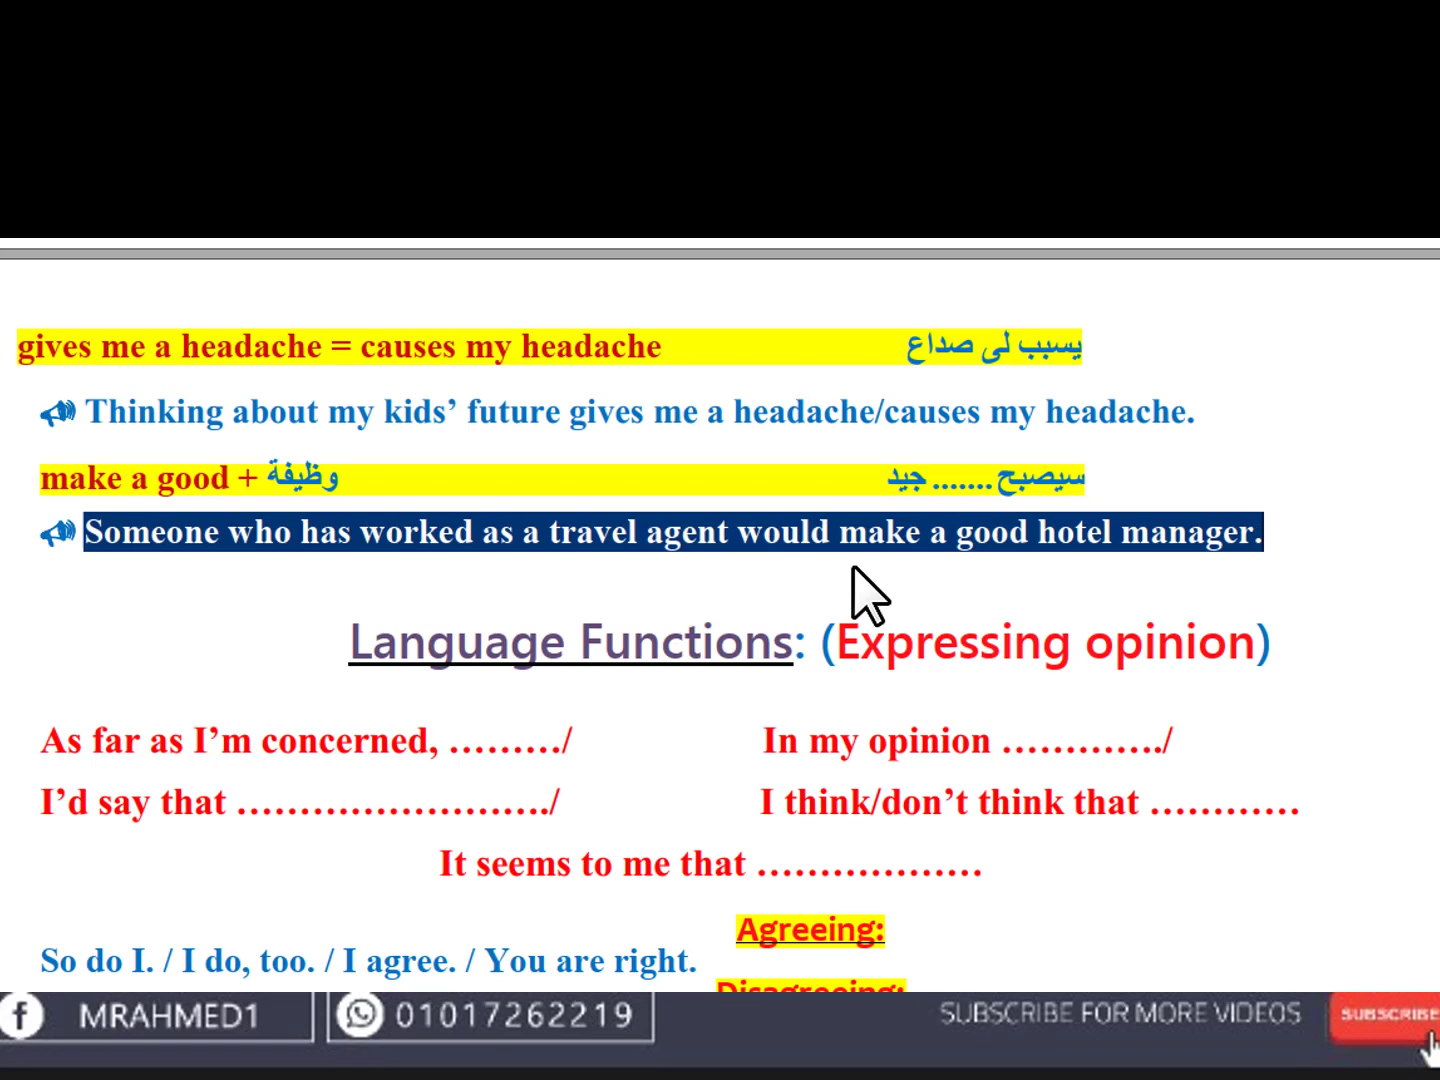 gives me a headache = causes my headache يسبب لى صداع
Thinking about my kids’ future gives me a headache/causes my headache.
make a good + وظيفة سيصبح ....... جيد
Someone who has worked as a travel agent would make a good hotel manager.
Language Functions: (Expressing opinion)
As far as I’m concerned, ………/ In my opinion …………./
I’d say that ……………………./ I think/don’t think that …………
It seems to me that ………………
Agreeing:
So do I. / I do, too. / I agree. / You are right.
Disagreeing:
MRAHMED1 01017262219 SUBSCRIBE FOR MORE VIDEOS SUBSCRIBE